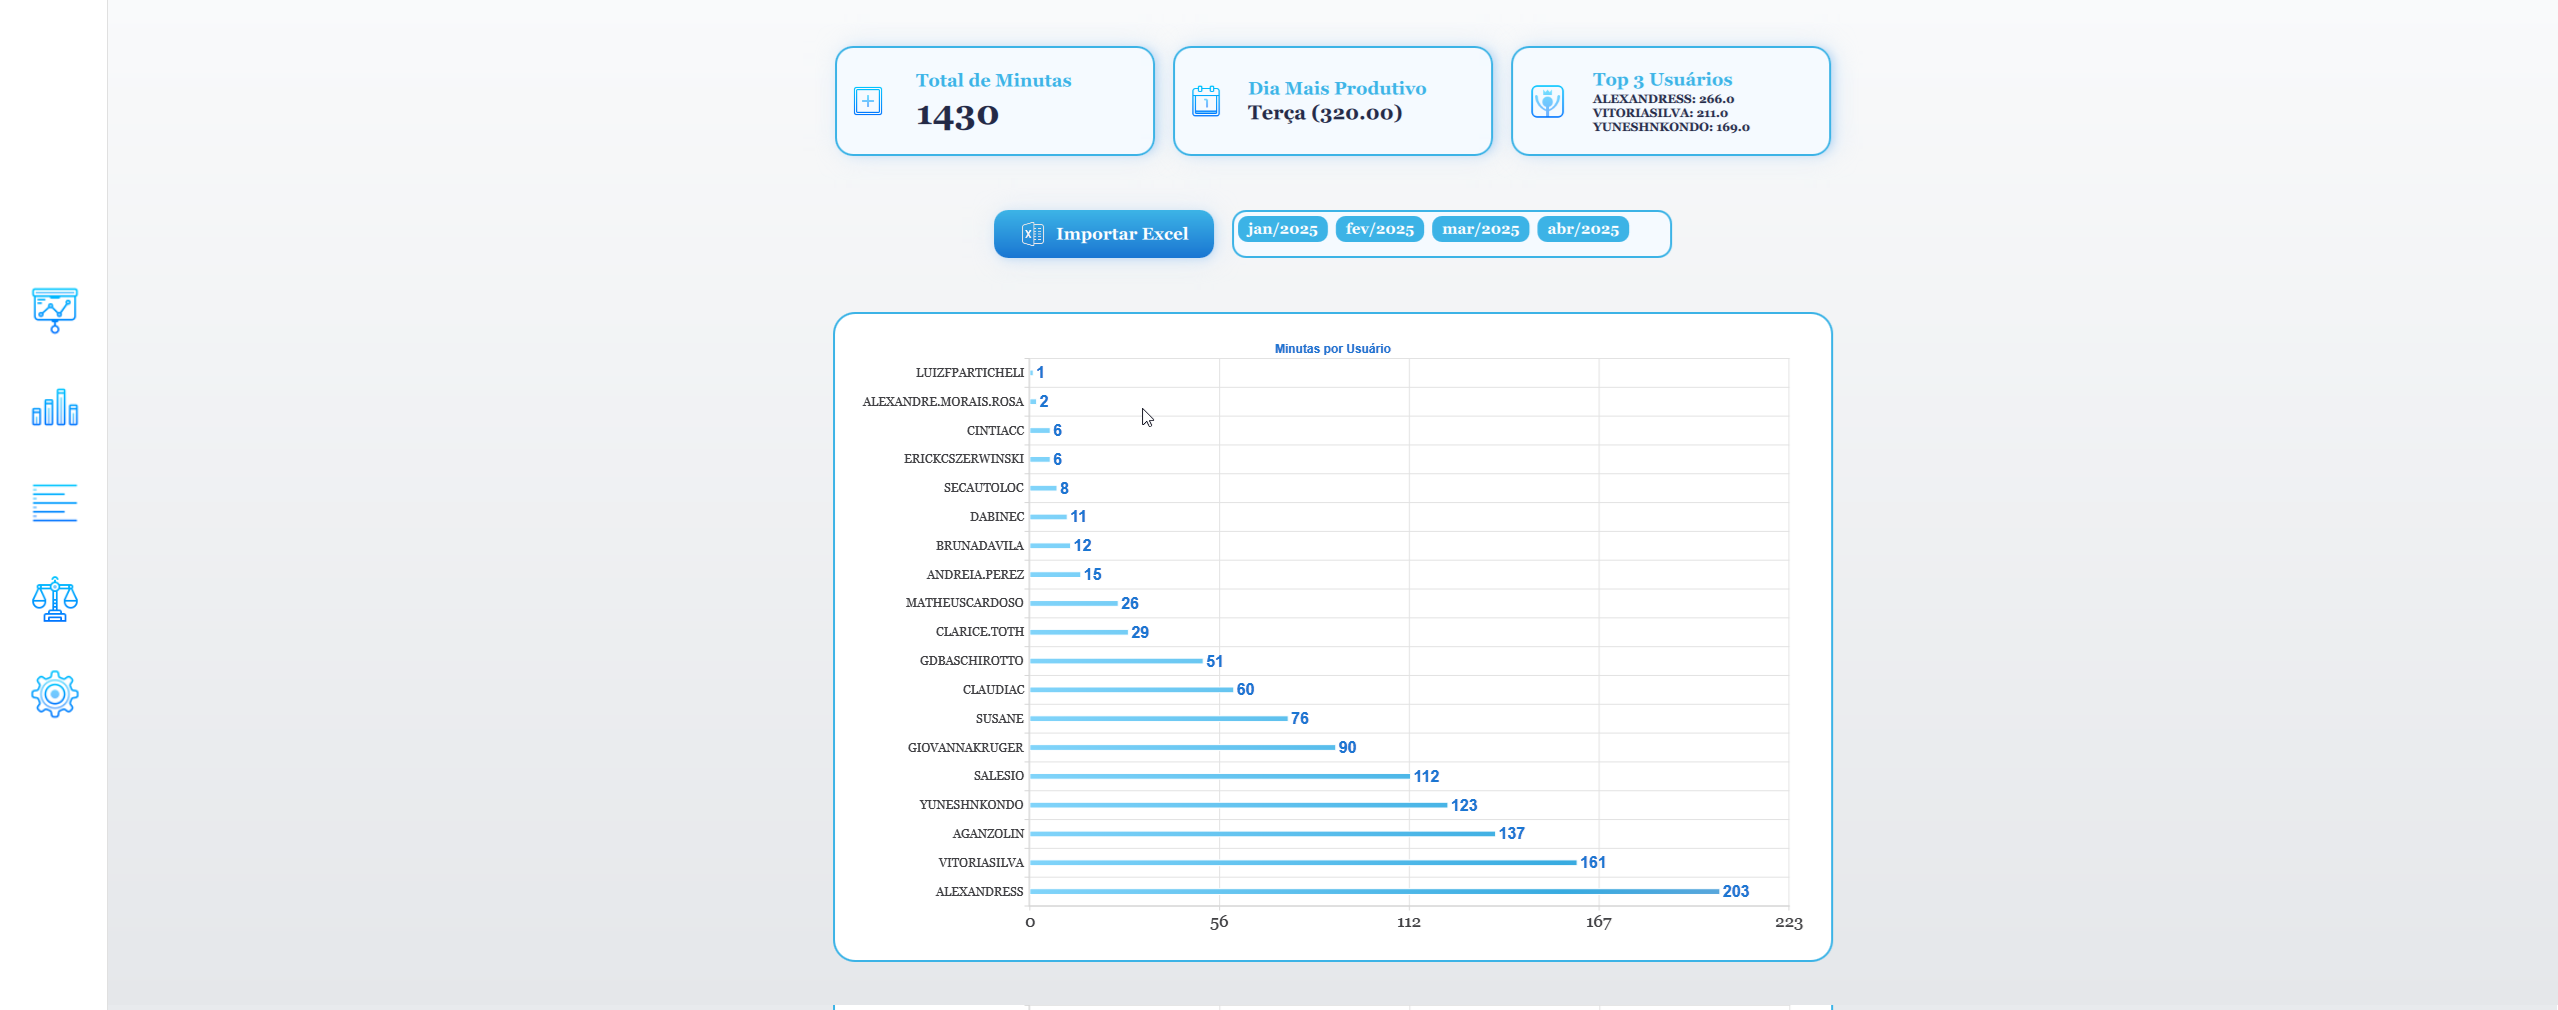 Total de Minutas
1430
Dia Mais Produtivo
Terça (320.00)
Top 3 Usuários
ALEXANDRESS: 266.0
VITORIASILVA: 211.0
YUNESHNKONDO: 169.0
Importar Excel
jan/2025 fev/2025 mar/2025 abr/2025
Minutas por Usuário
LUIZFPARTICHELI 1
ALEXANDRE.MORAIS.ROSA 2
CINTIACC 6
ERICKCSZERWINSKI 6
SECAUTOLOC 8
DABINEC 11
BRUNADAVILA 12
ANDREIA.PEREZ 15
MATHEUSCARDOSO 26
CLARICE.TOTH 29
GDBASCHIROTTO 51
CLAUDIAC 60
SUSANE 76
GIOVANNAKRUGER 90
SALESIO 112
YUNESHNKONDO 123
AGANZOLIN 137
VITORIASILVA 161
ALEXANDRESS 203
0 56 112 167 223